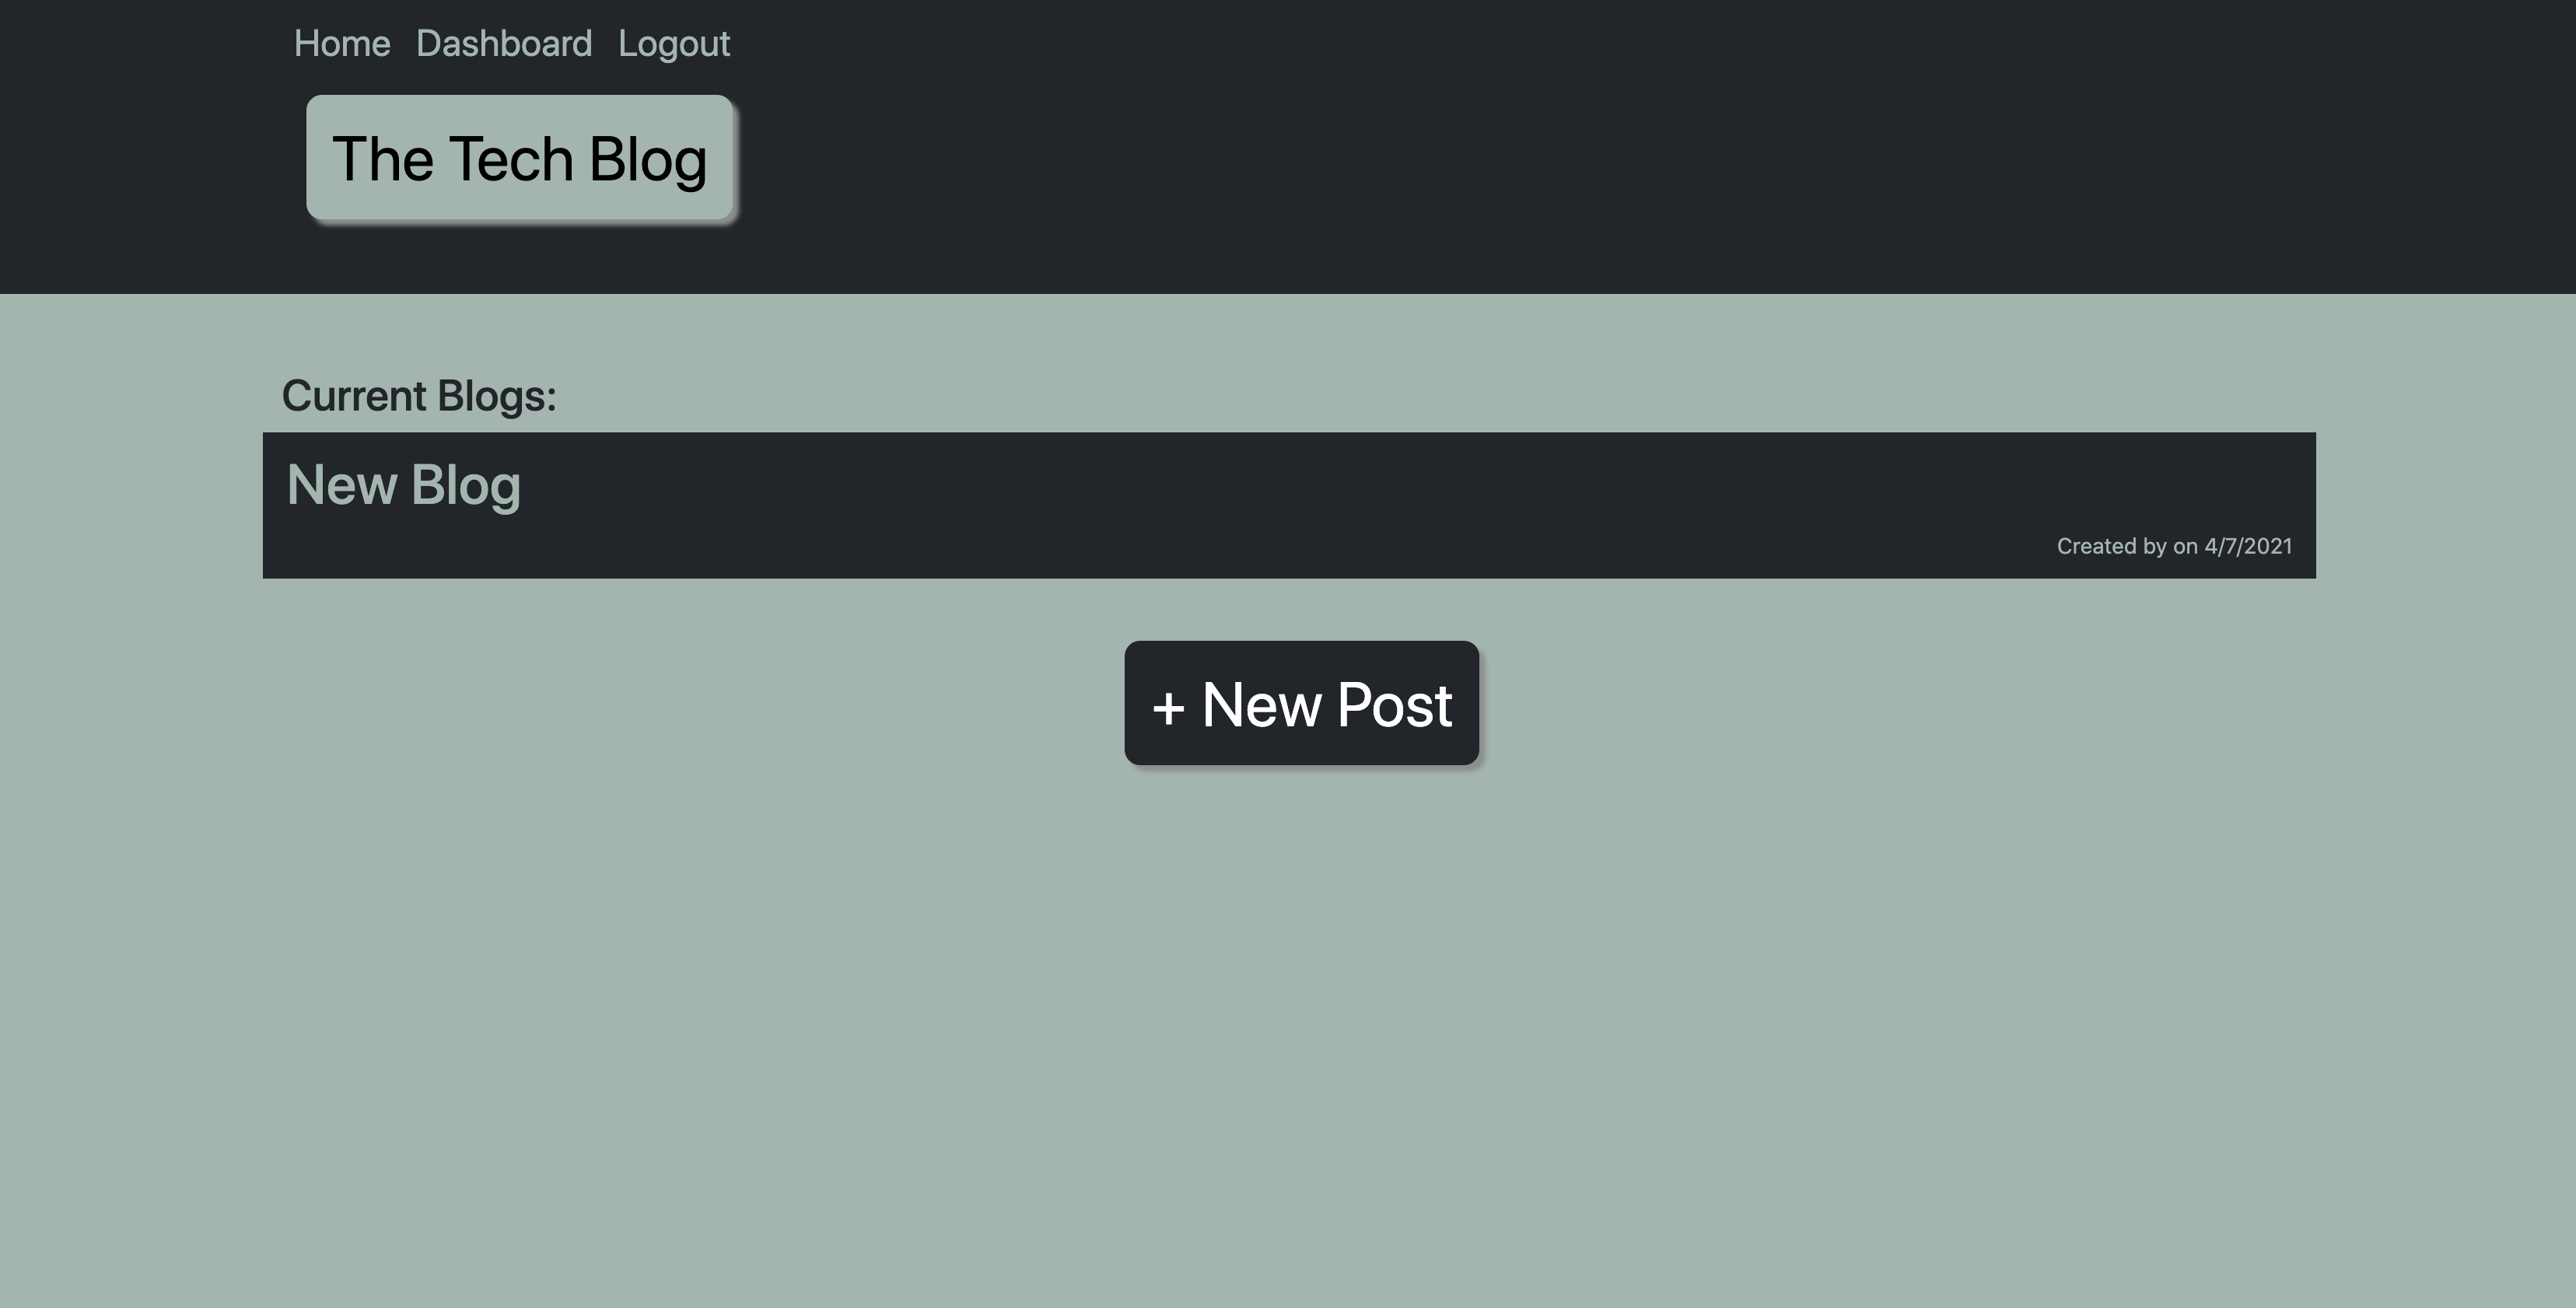 Home Dashboard Logout
The Tech Blog
Current Blogs:
New Blog
Created by on 4/7/2021
+ New Post